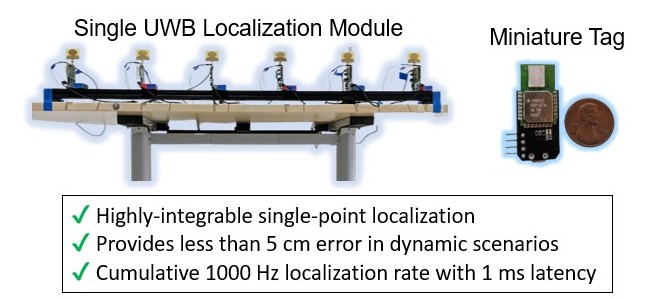 Single UWB Localization Module
Miniature Tag
✓ Highly-integrable single-point localization
✓ Provides less than 5 cm error in dynamic scenarios
✓ Cumulative 1000 Hz localization rate with 1 ms latency